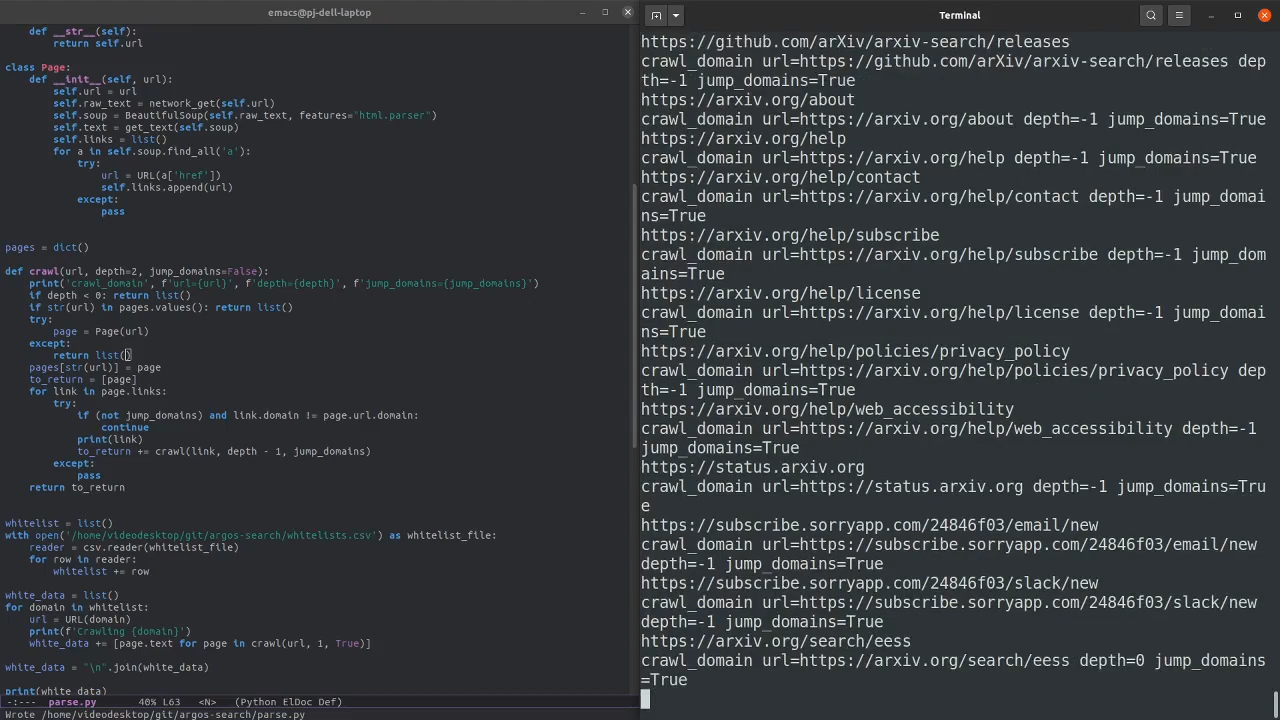 emacs@pj-dell-laptop
def __str__(self):
return self.url
class Page:
def __init__(self, url):
self.url = url
self.raw_text = network_get(self.url)
self.soup = BeautifulSoup(self.raw_text, features="html.parser")
self.text = get_text(self.soup)
self.links = list()
for a in self.soup.find_all('a'):
try:
url = URL(a['href'])
self.links.append(url)
except:
pass
pages = dict()
def crawl(url, depth=2, jump_domains=False):
print('crawl_domain', f'url={url}', f'depth={depth}', f'jump_domains={jump_domains}')
if depth < 0: return list()
if str(url) in pages.values(): return list()
try:
page = Page(url)
except:
return list()
pages[str(url)] = page
to_return = [page]
for link in page.links:
try:
if (not jump_domains) and link.domain != page.url.domain:
continue
print(link)
to_return += crawl(link, depth - 1, jump_domains)
except:
pass
return to_return
whitelist = list()
with open('/home/videodesktop/git/argos-search/whitelists.csv') as whitelist_file:
reader = csv.reader(whitelist_file)
for row in reader:
whitelist += row
white_data = list()
for domain in whitelist:
url = URL(domain)
print(f'Crawling {domain}')
white_data += [page.text for page in crawl(url, 1, True)]
white_data = "\n".join(white_data)
print(white_data)
-:--- parse.py 40% L63 <N> (Python ElDoc Def)
Wrote /home/videodesktop/git/argos-search/parse.py
Terminal
https://github.com/arXiv/arxiv-search/releases
crawl_domain url=https://github.com/arXiv/arxiv-search/releases dep
th=-1 jump_domains=True
https://arxiv.org/about
crawl_domain url=https://arxiv.org/about depth=-1 jump_domains=True
https://arxiv.org/help
crawl_domain url=https://arxiv.org/help depth=-1 jump_domains=True
https://arxiv.org/help/contact
crawl_domain url=https://arxiv.org/help/contact depth=-1 jump_domai
ns=True
https://arxiv.org/help/subscribe
crawl_domain url=https://arxiv.org/help/subscribe depth=-1 jump_dom
ains=True
https://arxiv.org/help/license
crawl_domain url=https://arxiv.org/help/license depth=-1 jump_domai
ns=True
https://arxiv.org/help/policies/privacy_policy
crawl_domain url=https://arxiv.org/help/policies/privacy_policy dep
th=-1 jump_domains=True
https://arxiv.org/help/web_accessibility
crawl_domain url=https://arxiv.org/help/web_accessibility depth=-1
jump_domains=True
https://status.arxiv.org
crawl_domain url=https://status.arxiv.org depth=-1 jump_domains=Tru
e
https://subscribe.sorryapp.com/24846f03/email/new
crawl_domain url=https://subscribe.sorryapp.com/24846f03/email/new
depth=-1 jump_domains=True
https://subscribe.sorryapp.com/24846f03/slack/new
crawl_domain url=https://subscribe.sorryapp.com/24846f03/slack/new
depth=-1 jump_domains=True
https://arxiv.org/search/eess
crawl_domain url=https://arxiv.org/search/eess depth=0 jump_domains
=True